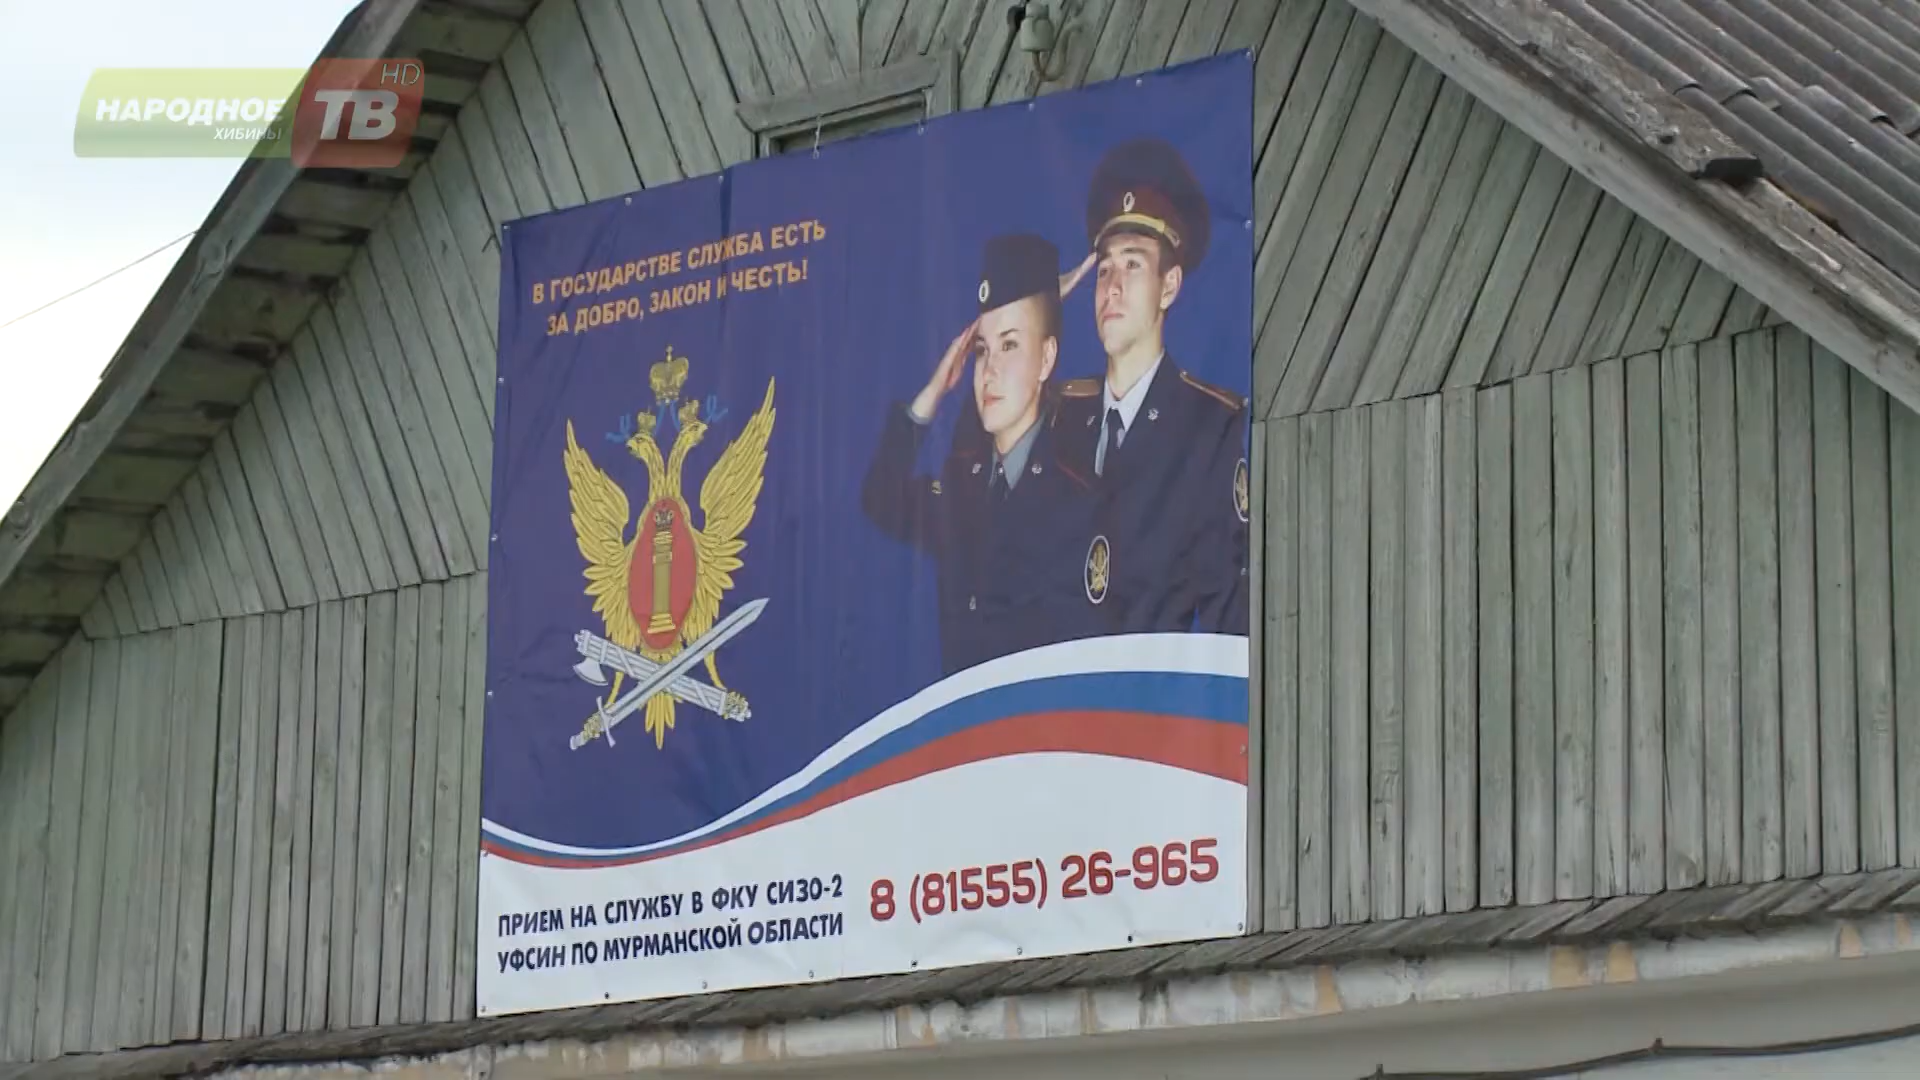 НАРОДНОЕ
ХИБИНЫ
ТВ
HD
В ГОСУДАРСТВЕ СЛУЖБА ЕСТЬ
ЗА ДОБРО, ЗАКОН И ЧЕСТЬ!
ПРИЕМ НА СЛУЖБУ В ФКУ СИЗО-2
УФСИН ПО МУРМАНСКОЙ ОБЛАСТИ
8 (81555) 26-965